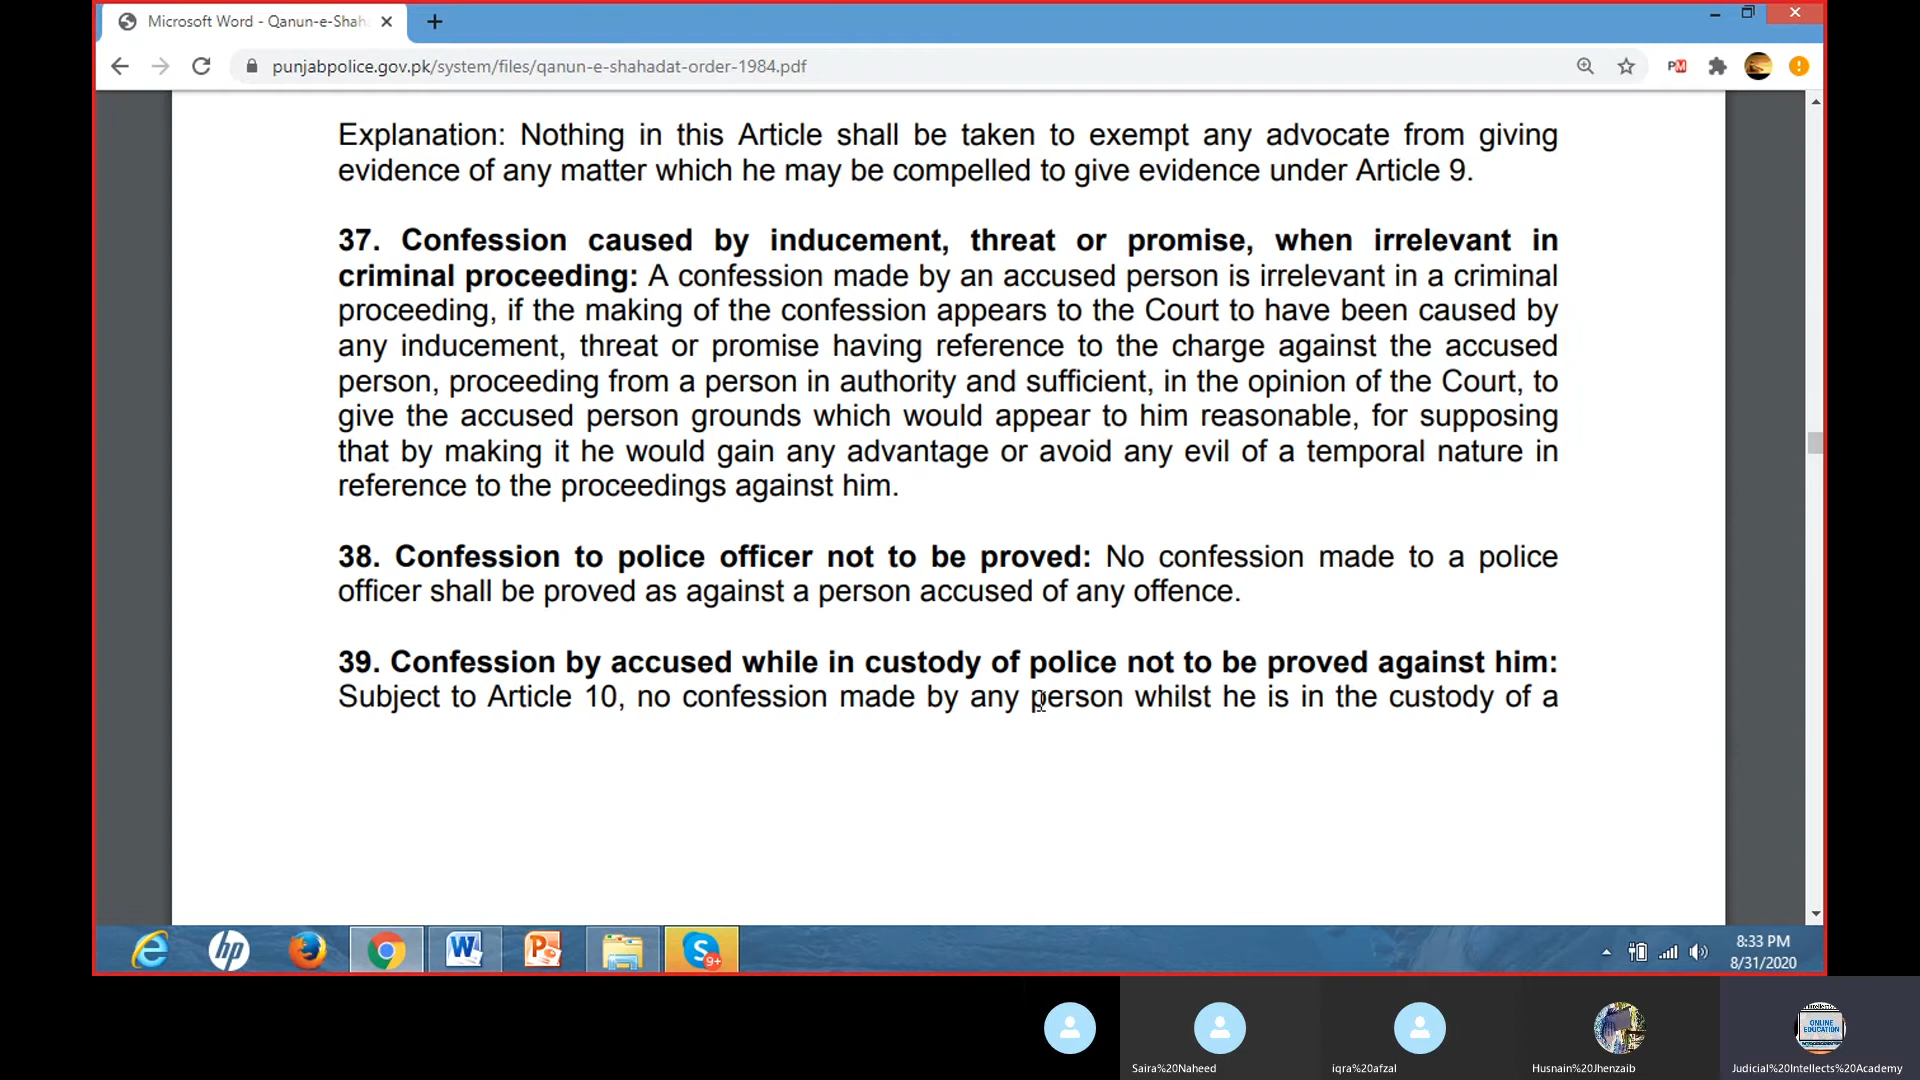 Microsoft Word - Qanun-e-Shah
punjabpolice.gov.pk/system/files/qanun-e-shahadat-order-1984.pdf
PM
Explanation: Nothing in this Article shall be taken to exempt any advocate from giving
evidence of any matter which he may be compelled to give evidence under Article 9.
37. Confession caused by inducement, threat or promise, when irrelevant in
criminal proceeding: A confession made by an accused person is irrelevant in a criminal
proceeding, if the making of the confession appears to the Court to have been caused by
any inducement, threat or promise having reference to the charge against the accused
person, proceeding from a person in authority and sufficient, in the opinion of the Court, to
give the accused person grounds which would appear to him reasonable, for supposing
that by making it he would gain any advantage or avoid any evil of a temporal nature in
reference to the proceedings against him.
38. Confession to police officer not to be proved: No confession made to a police
officer shall be proved as against a person accused of any offence.
39. Confession by accused while in custody of police not to be proved against him:
Subject to Article 10, no confession made by any person whilst he is in the custody of a
hp
9+
8:33 PM
8/31/2020
ONLINE
EDUCATION
Saira%20Naheed
iqra%20afzal
Husnain%20Jhenzaib
Judicial%20Intellects%20Academy